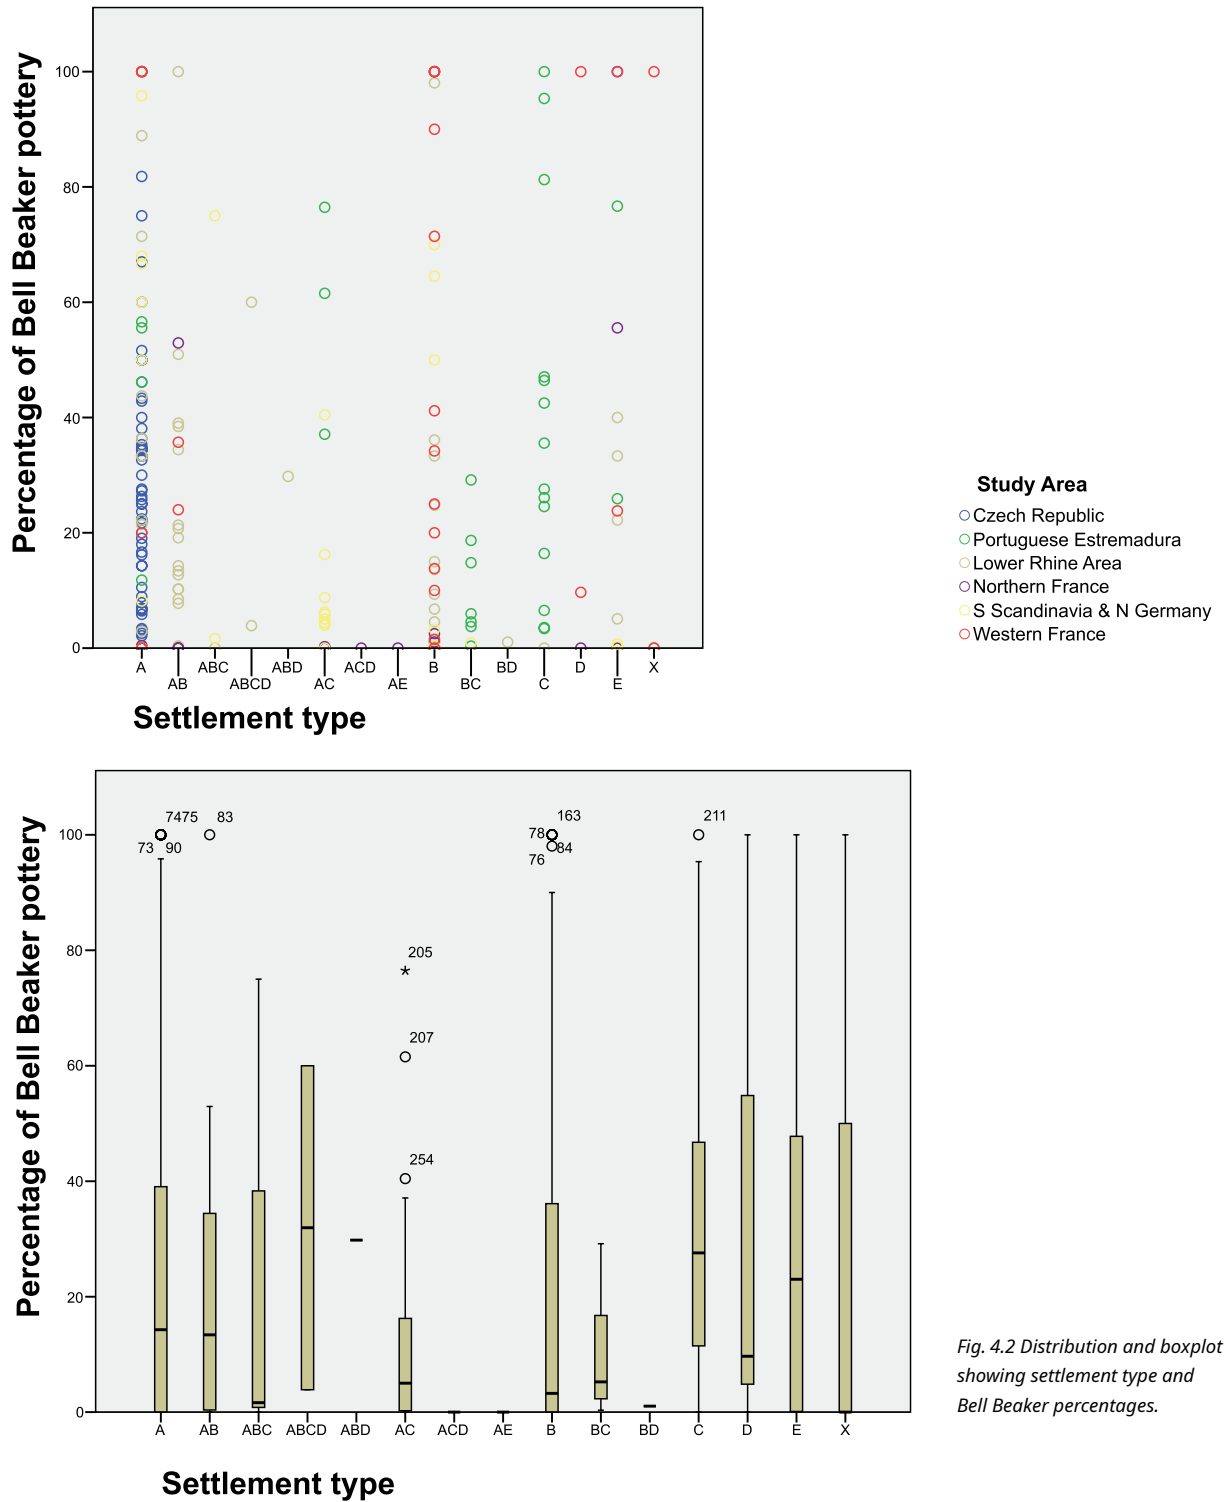 Percentage of Bell Beaker pottery
100
80
60
40
20
0
A
AB
ABC
ABCD
ABD
AC
ACD
AE
B
BC
BD
C
D
E
X
Settlement type
Study Area
Czech Republic
Portuguese Estremadura
Lower Rhine Area
Northern France
S Scandinavia & N Germany
Western France
Percentage of Bell Beaker pottery
100
80
60
40
20
0
7475
73 90
83
205
207
254
163
78
84
76
211
A
AB
ABC
ABCD
ABD
AC
ACD
AE
B
BC
BD
C
D
E
X
Settlement type
Fig. 4.2 Distribution and boxplot
showing settlement type and
Bell Beaker percentages.